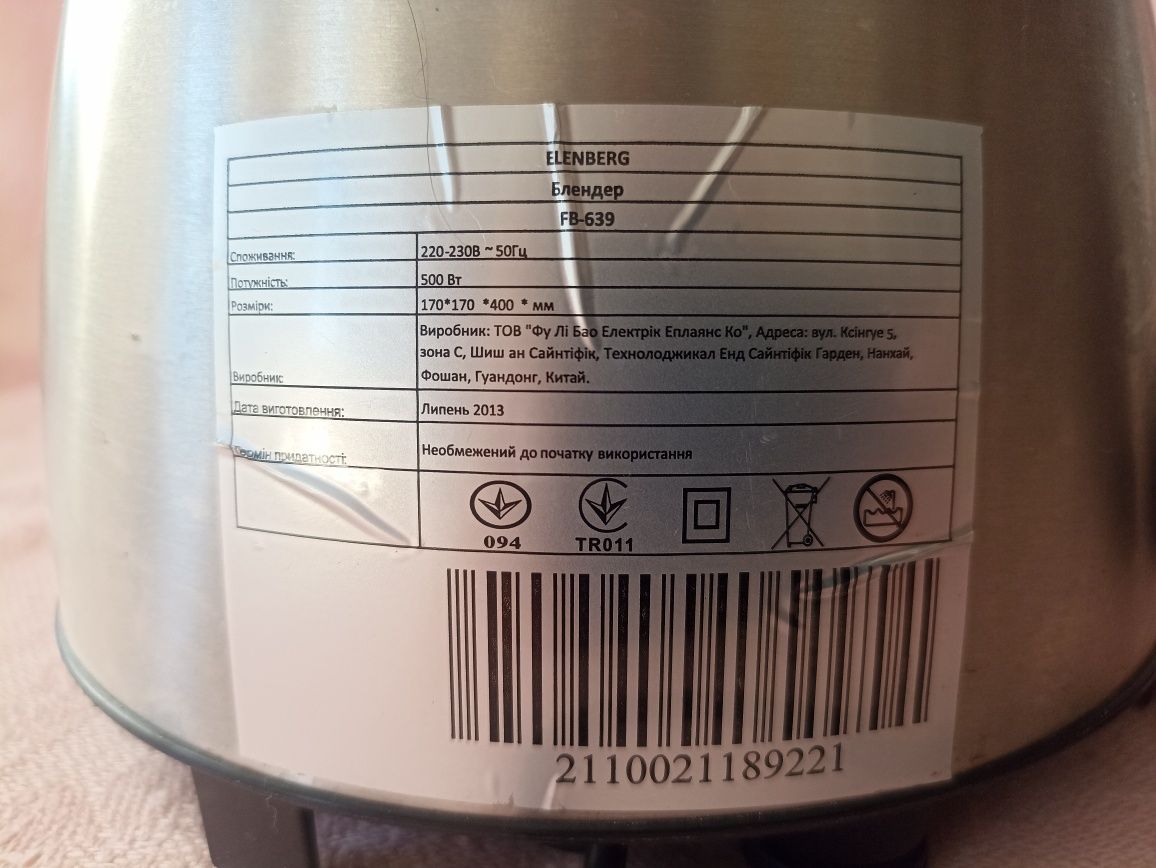 ELENBERG
Блендер
FB-639
Споживання: 220-230В ~ 50Гц
Потужність: 500 Вт
Розміри: 170*170 *400 * мм
Виробник: ТОВ "Фу Лі Бао Електрік Еплаянс Ко", Адреса: вул. Ксінгуе 5,
зона С, Шиш ан Сайнтіфік, Технолоджикал Енд Сайнтіфік Гарден, Нанхай,
Виробник: Фошан, Гуандонг, Китай.
Дата виготовлення: Липень 2013
Термін придатності: Необмежений до початку використання
094 TR011
2110021189221